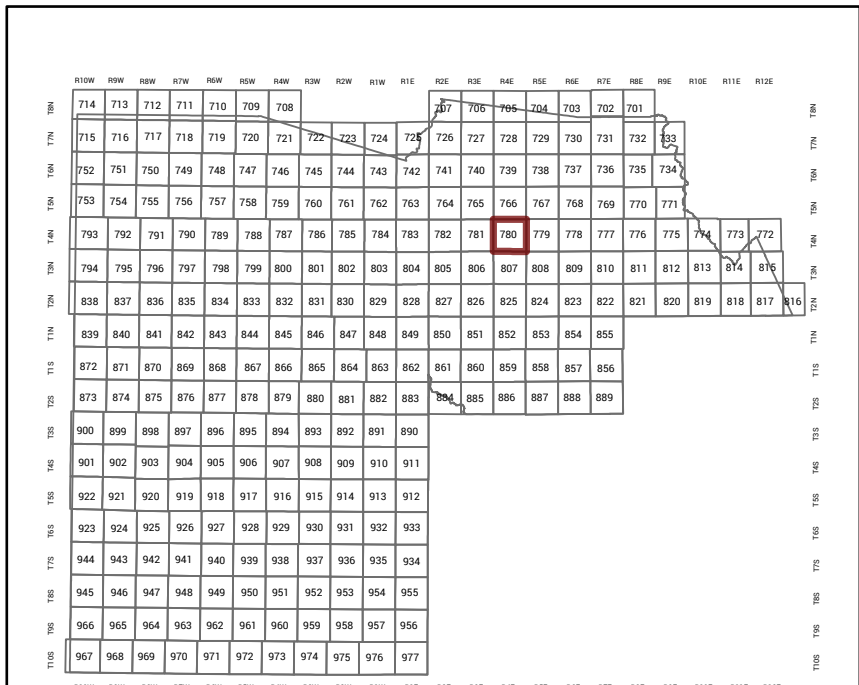 R10W R9W R8W R7W R6W R5W R4W R3W R2W R1W R1E R2E R3E R4E R5E R6E R7E R8E R9E R10E R11E R12E
T8N 714 713 712 711 710 709 708 707 706 705 704 703 702 701 T8N
T7N 715 716 717 718 719 720 721 722 723 724 725 726 727 728 729 730 731 732 733 T7N
T6N 752 751 750 749 748 747 746 745 744 743 742 741 740 739 738 737 736 735 734 T6N
T5N 753 754 755 756 757 758 759 760 761 762 763 764 765 766 767 768 769 770 771 T5N
T4N 793 792 791 790 789 788 787 786 785 784 783 782 781 780 779 778 777 776 775 774 773 772 T4N
T3N 794 795 796 797 798 799 800 801 802 803 804 805 806 807 808 809 810 811 812 813 814 815 T3N
T2N 838 837 836 835 834 833 832 831 830 829 828 827 826 825 824 823 822 821 820 819 818 817 816 T2N
T1N 839 840 841 842 843 844 845 846 847 848 849 850 851 852 853 854 855 T1N
T1S 872 871 870 869 868 867 866 865 864 863 862 861 860 859 858 857 856 T1S
T2S 873 874 875 876 877 878 879 880 881 882 883 884 885 886 887 888 889 T2S
T3S 900 899 898 897 896 895 894 893 892 891 890 T3S
T4S 901 902 903 904 905 906 907 908 909 910 911 T4S
T5S 922 921 920 919 918 917 916 915 914 913 912 T5S
T6S 923 924 925 926 927 928 929 930 931 932 933 T6S
T7S 944 943 942 941 940 939 938 937 936 935 934 T7S
T8S 945 946 947 948 949 950 951 952 953 954 955 T8S
T9S 966 965 964 963 962 961 960 959 958 957 956 T9S
T10S 967 968 969 970 971 972 973 974 975 976 977 T10S